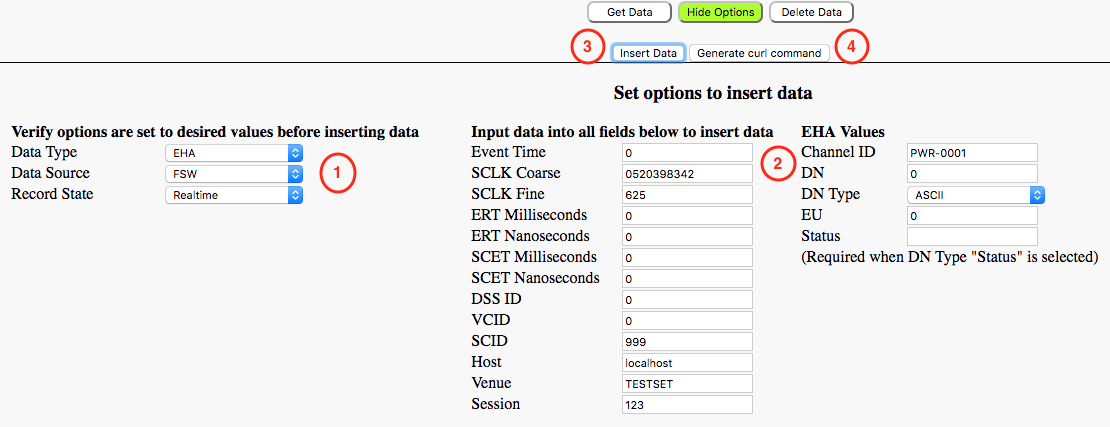 Get Data Hide Options Delete Data
3 Insert Data Generate curl command 4
Set options to insert data
Verify options are set to desired values before inserting data
Data Type EHA
Data Source FSW
Record State Realtime
1
Input data into all fields below to insert data
Event Time 0
SCLK Coarse 0520398342
SCLK Fine 625
ERT Milliseconds 0
ERT Nanoseconds 0
SCET Milliseconds 0
SCET Nanoseconds 0
DSS ID 0
VCID 0
SCID 999
Host localhost
Venue TESTSET
Session 123
2
EHA Values
Channel ID PWR-0001
DN 0
DN Type ASCII
EU 0
Status
(Required when DN Type "Status" is selected)